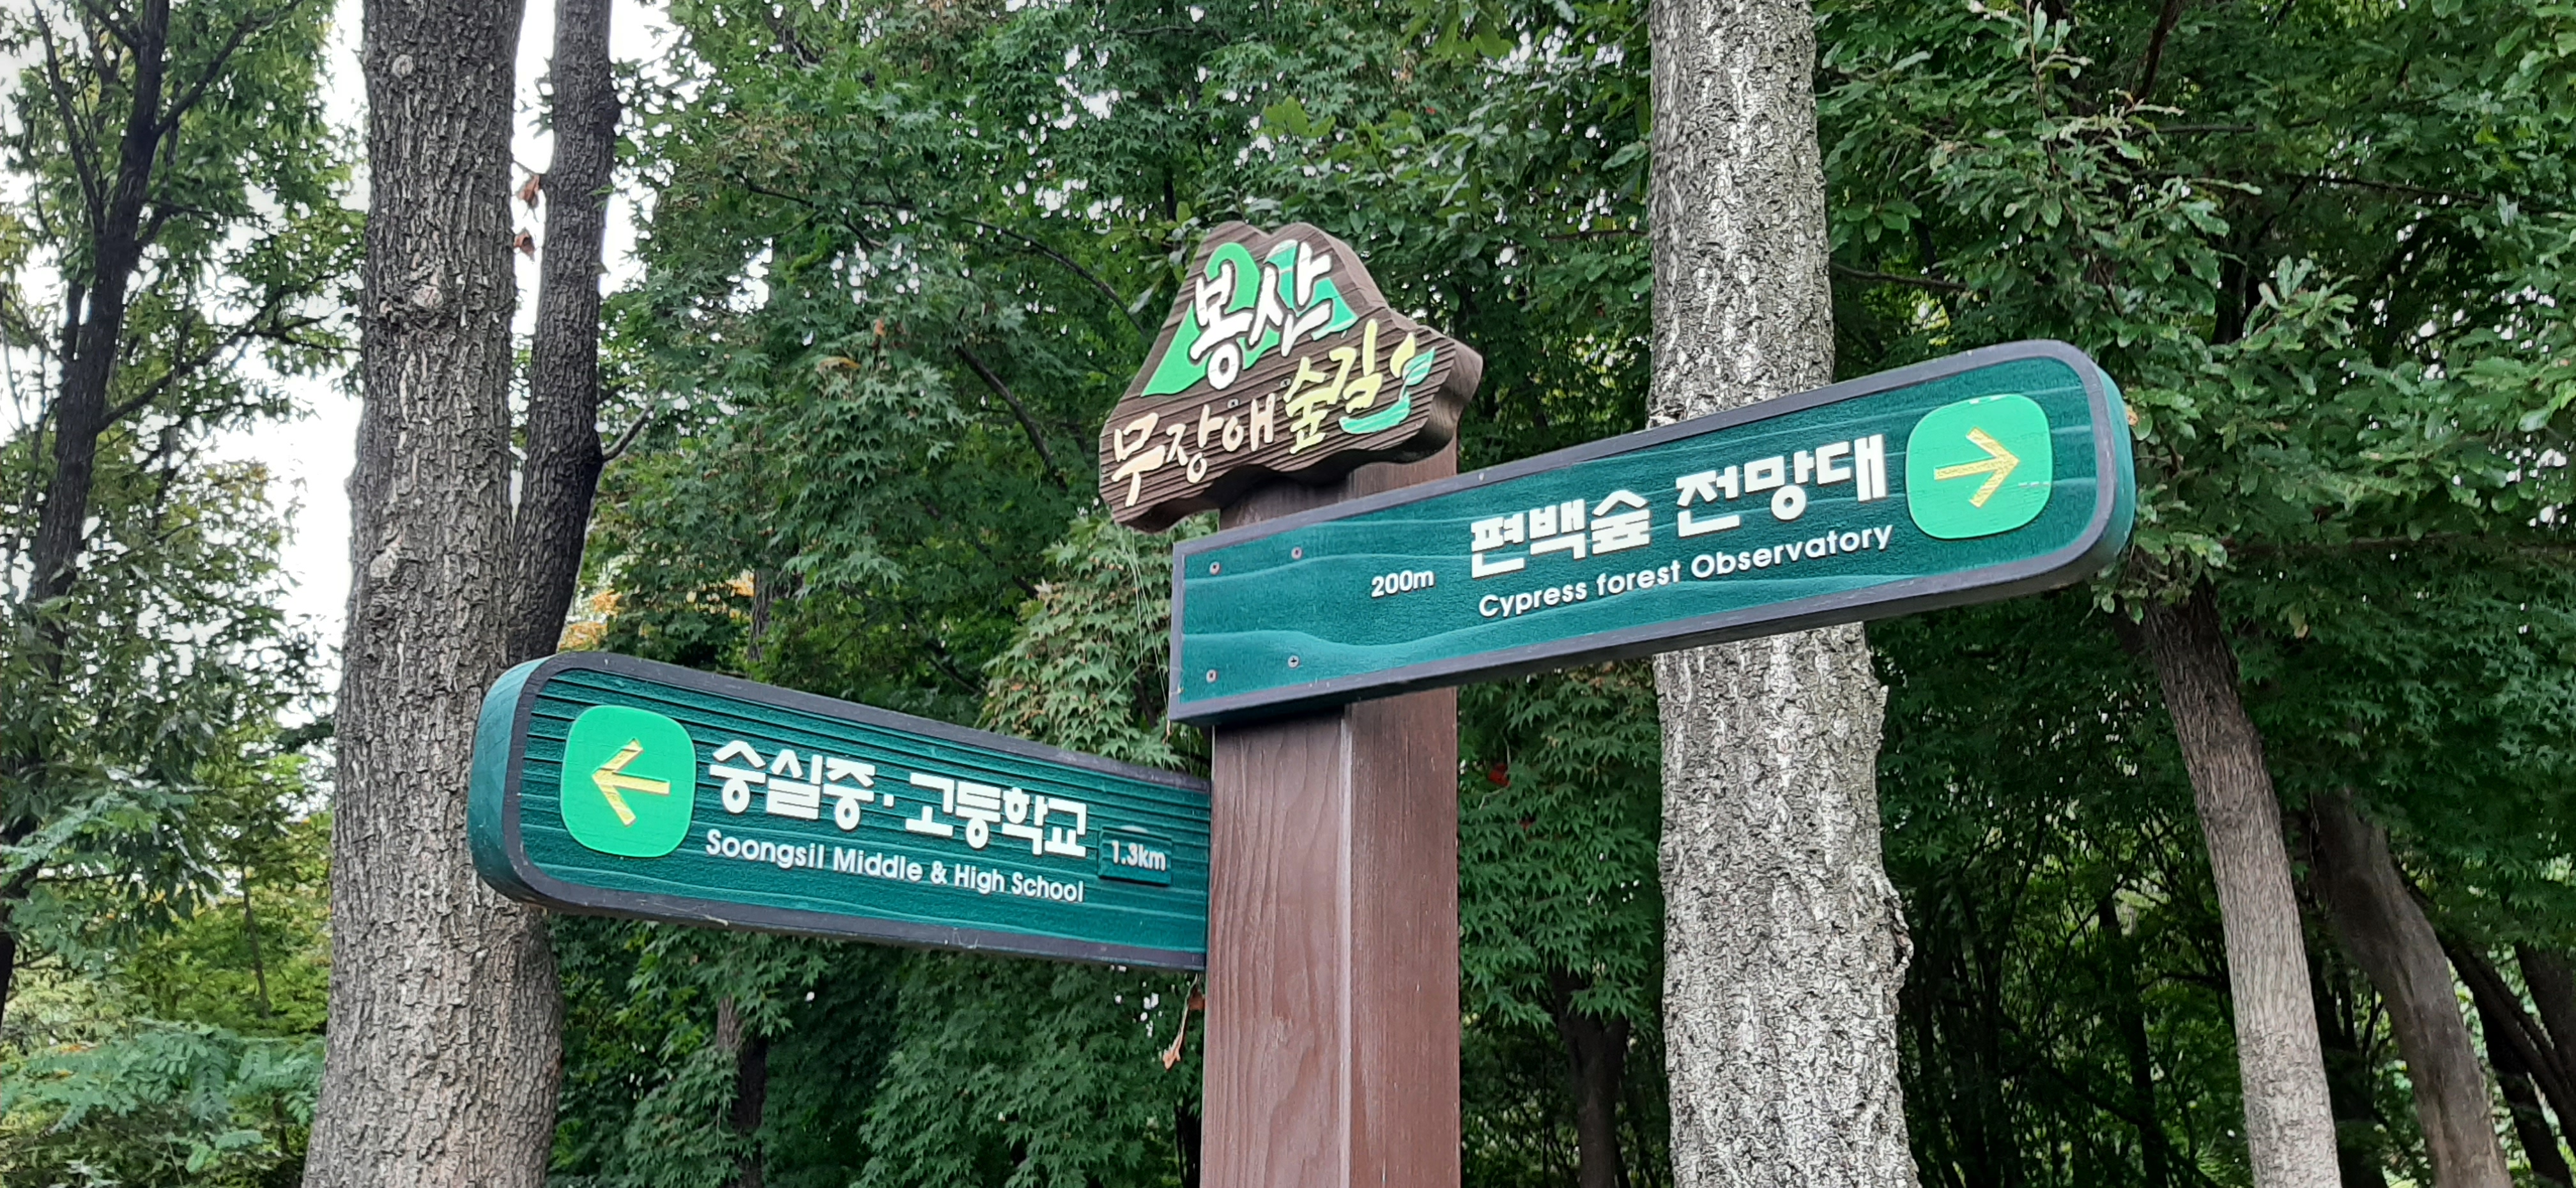 봉산
무장애숲길
200m 편백숲 전망대
Cypress forest Observatory
숭실중·고등학교
Soongsil Middle & High School
1.3km